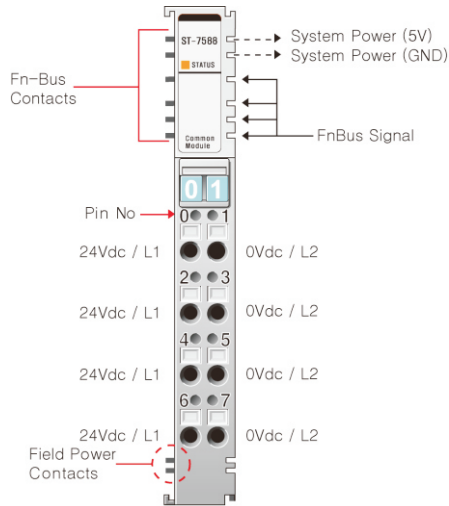 System Power (5V)
ST-7588
System Power (GND)
STATUS
Fn-Bus
Contacts
FnBus Signal
Common
Module
0 1
Pin No
0 1
24Vdc / L1
0Vdc / L2
2 3
24Vdc / L1
0Vdc / L2
4 5
24Vdc / L1
0Vdc / L2
6 7
24Vdc / L1
0Vdc / L2
Field Power
Contacts